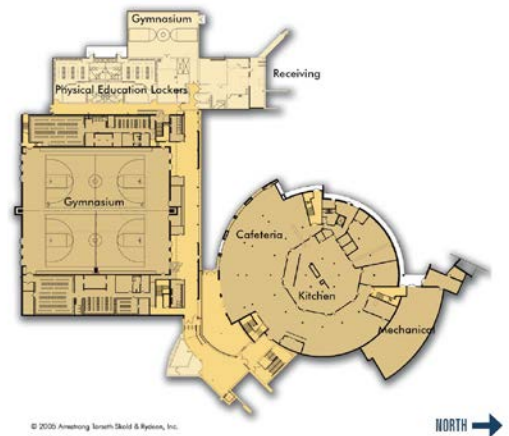 Gymnasium
Receiving
Physical Education Lockers
Gymnasium
Cafeteria
Kitchen
Mechanical
© 2005 Armstrong Torseth Skold & Rydeen, Inc.
NORTH